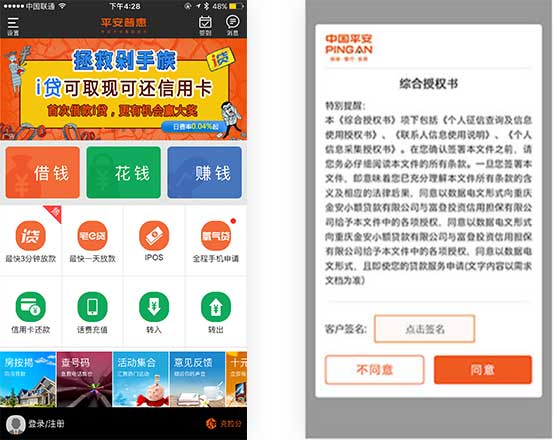 中国联通
下午4:28
48%
设置
平安普惠
签到
消息
拯救剁手族
i贷
i贷可取现可还信用卡
首次借款i贷，更有机会赢大奖
日费率0.04%起
借钱
花钱
赚钱
i贷
宅e贷
氧气贷
最快3分钟放款
最快一天放款
IPOS
全程手机申请
信用卡还款
话费充值
转入
转出
房按揭
查号码
活动集合
意见反馈
十元
登录/注册
充能分
中国平安
PING AN
保险·银行·投资
综合授权书
特别提醒：
本《综合授权书》项下包括《个人征信查询及信息
使用授权书》、《联系人信息使用说明》、《个人信
息采集授权书》。在您确认签署本文件之前，请
您务必仔细阅读本文件的所有条款。一旦您签署本
文件，即意味着您已充分理解本文件所有条款的含
义及相应的法律后果，同意以数据电文形式向重庆
金安小额贷款有限公司与富登投资信用担保有限公
司给予本文件中的各项授权，同意以数据电文形式
向重庆金安小额贷款有限公司与富登投资信用担保
有限公司给予本文件中的各项授权，同意以数据电
文形式，且即使您的贷款服务申请(文字内容以需求
文档为准)
客户签名：
点击签名
不同意
同意